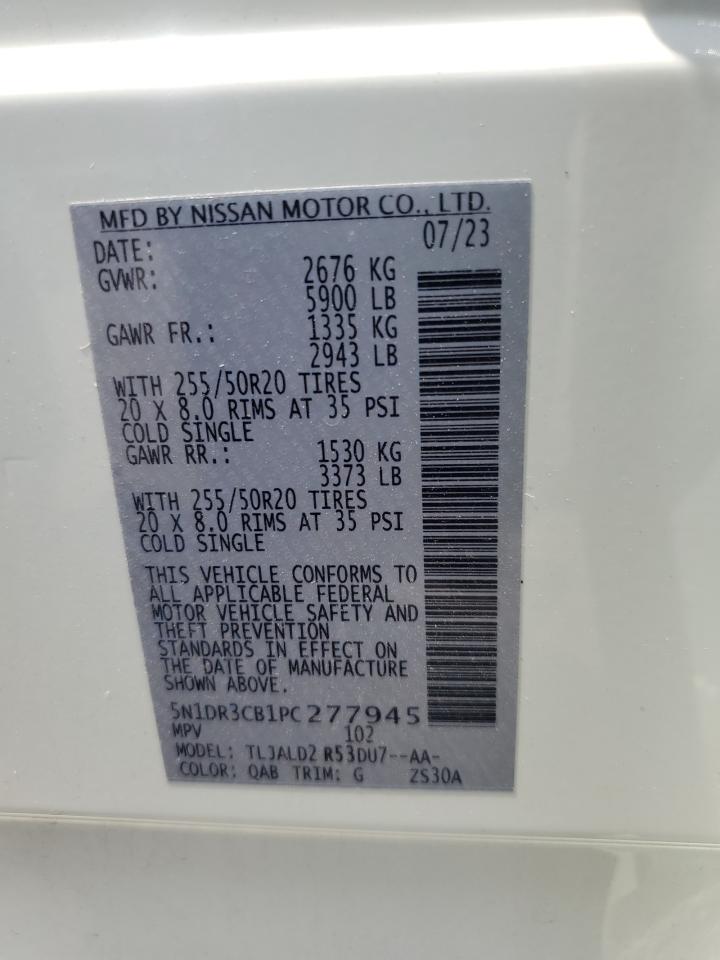 MFD BY NISSAN MOTOR CO., LTD.
DATE: 07/23
GVWR: 2676 KG
5900 LB
GAWR FR.: 1335 KG
2943 LB
WITH 255/50R20 TIRES
20 X 8.0 RIMS AT 35 PSI
COLD SINGLE
GAWR RR.: 1530 KG
3373 LB
WITH 255/50R20 TIRES
20 X 8.0 RIMS AT 35 PSI
COLD SINGLE
THIS VEHICLE CONFORMS TO
ALL APPLICABLE FEDERAL
MOTOR VEHICLE SAFETY AND
THEFT PREVENTION
STANDARDS IN EFFECT ON
THE DATE OF MANUFACTURE
SHOWN ABOVE.
5N1DR3CB1PC277945
MPV 102
MODEL: TLJALD2 R53DU7--AA-
COLOR: QAB TRIM: G ZS30A